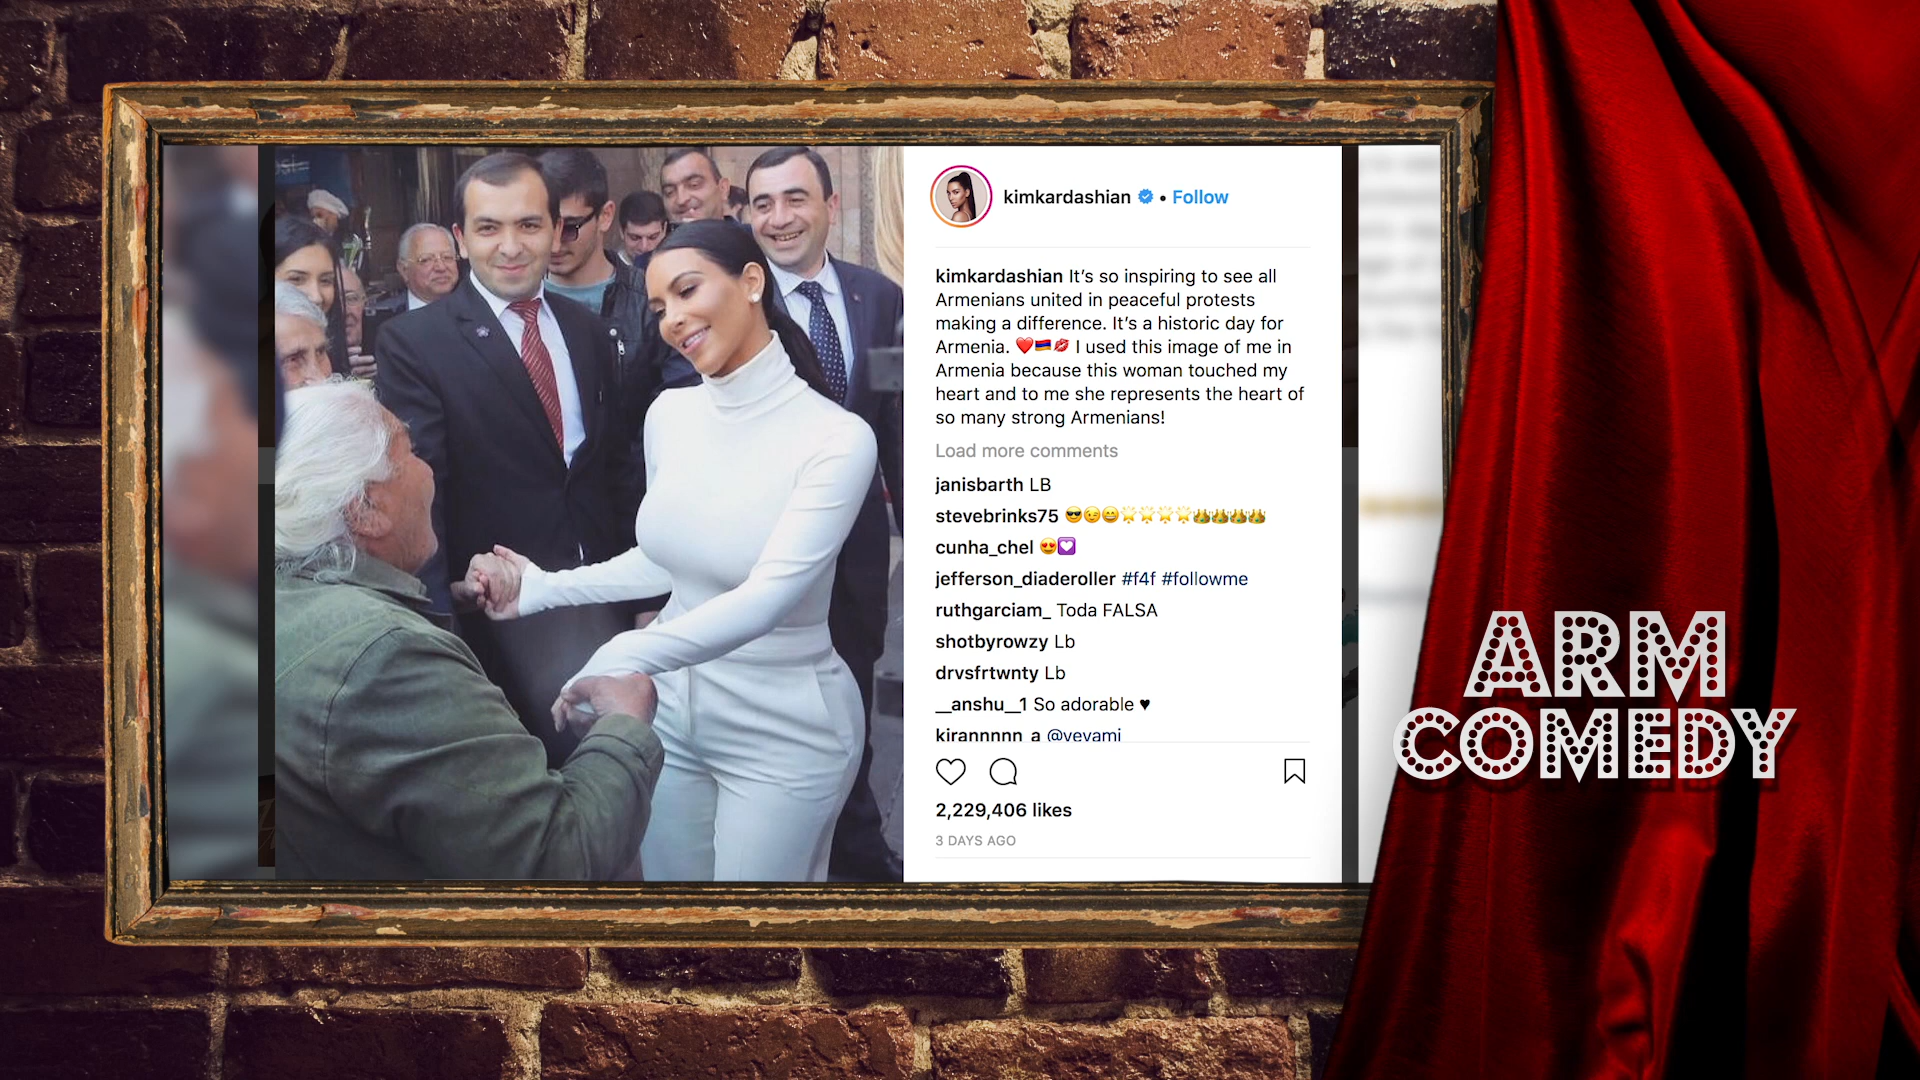 kimkardashian • Follow
kimkardashian It's so inspiring to see all
Armenians united in peaceful protests
making a difference. It's a historic day for
Armenia. ❤️🇦🇲💋 I used this image of me in
Armenia because this woman touched my
heart and to me she represents the heart of
so many strong Armenians!
Load more comments
janisbarth LB
stevebrinks75 😎😉😄🌟🌟🌟🌟👑👑👑👑
cunha_chel 😍💟
jefferson_diaderoller #f4f #followme
ruthgarciam_ Toda FALSA
shotbyrowzy Lb
drvsfrtwnty Lb
__anshu__1 So adorable ♥
kirannnnn_a @vevami
2,229,406 likes
3 DAYS AGO
ARM
COMEDY